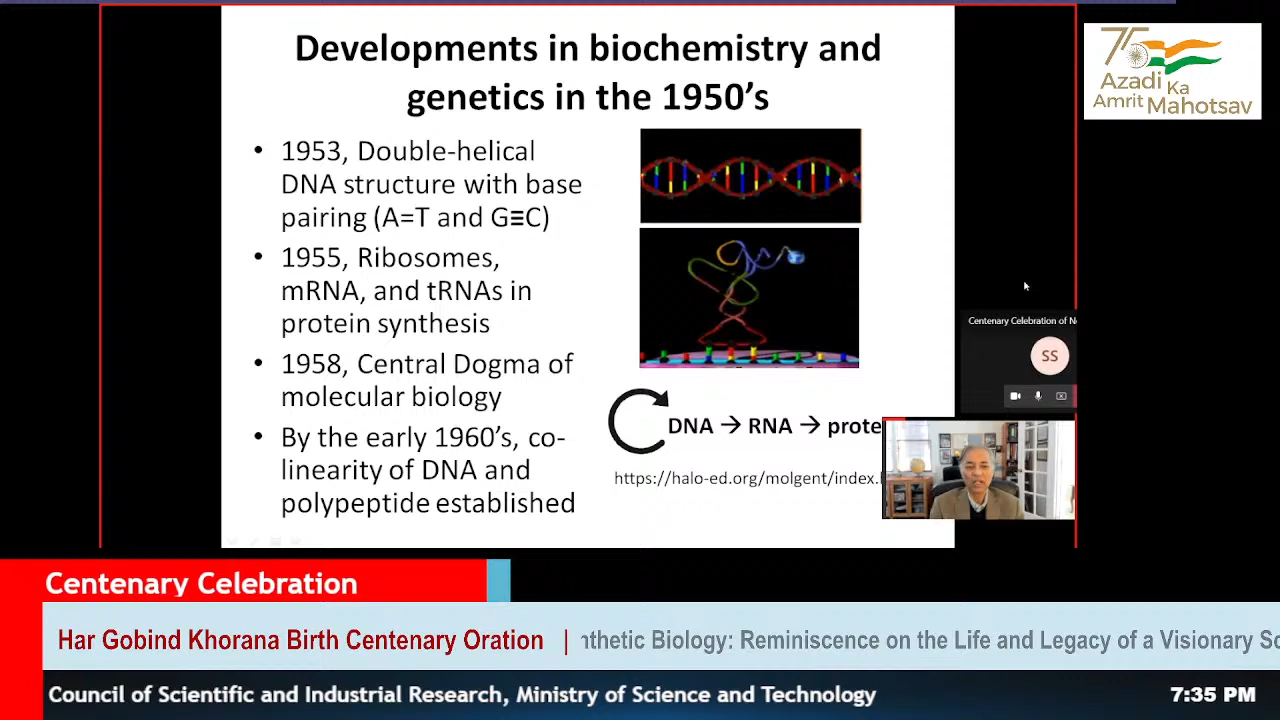 Developments in biochemistry and
genetics in the 1950's
• 1953, Double-helical
DNA structure with base
pairing (A=T and G≡C)
• 1955, Ribosomes,
mRNA, and tRNAs in
protein synthesis
• 1958, Central Dogma of
molecular biology
• By the early 1960's, co-
linearity of DNA and
polypeptide established
DNA → RNA → prote
https://halo-ed.org/molgent/index.
75
Azadi
Ka
Amrit Mahotsav
Centenary Celebration of N
SS
Centenary Celebration
Har Gobind Khorana Birth Centenary Oration | nthetic Biology: Reminiscence on the Life and Legacy of a Visionary Sc
Council of Scientific and Industrial Research, Ministry of Science and Technology
7:35 PM